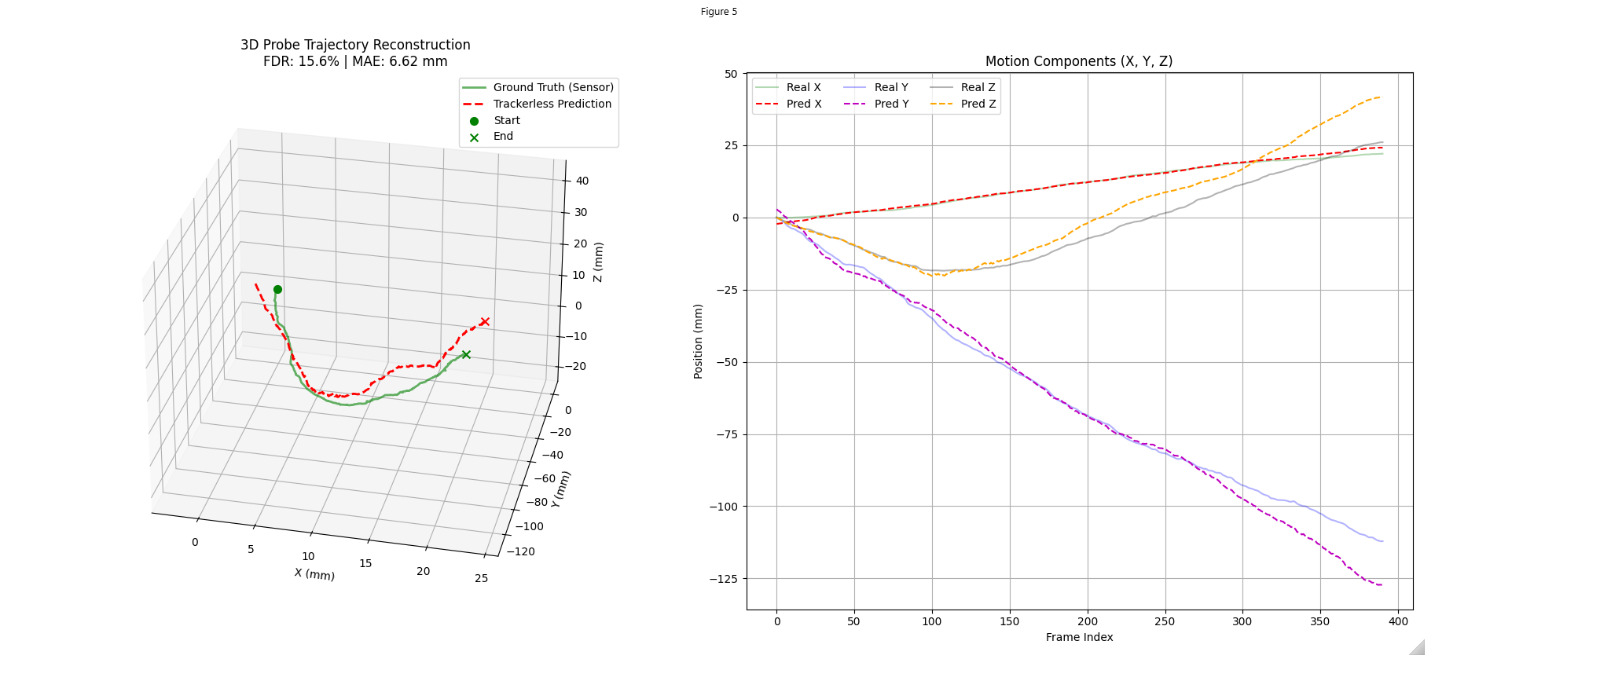 Figure 5
3D Probe Trajectory Reconstruction
FDR: 15.6% | MAE: 6.62 mm
Ground Truth (Sensor)
Trackerless Prediction
Start
End
40
30
20
10
0
−10
−20
Z (mm)
0
−20
−40
−60
−80
−100
−120
Y (mm)
0
5
10
15
20
25
X (mm)
Motion Components (X, Y, Z)
Real X
Real Y
Real Z
Pred X
Pred Y
Pred Z
50
25
0
−25
−50
−75
−100
−125
Position (mm)
0
50
100
150
200
250
300
350
400
Frame Index